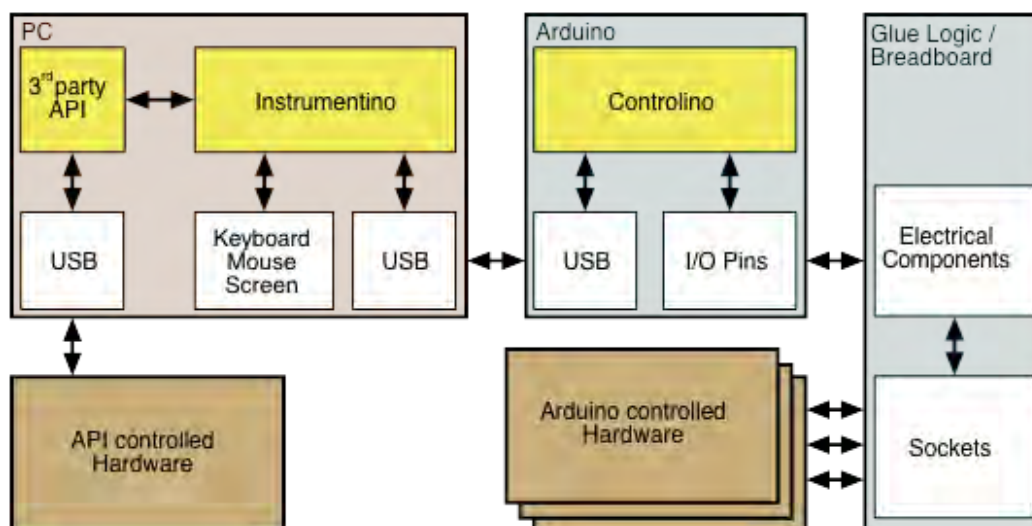 PC
3rd party
API
Instrumentino
USB
Keyboard
Mouse
Screen
USB
Arduino
Controlino
USB
I/O Pins
Glue Logic /
Breadboard
Electrical
Components
Sockets
API controlled
Hardware
Arduino controlled
Hardware